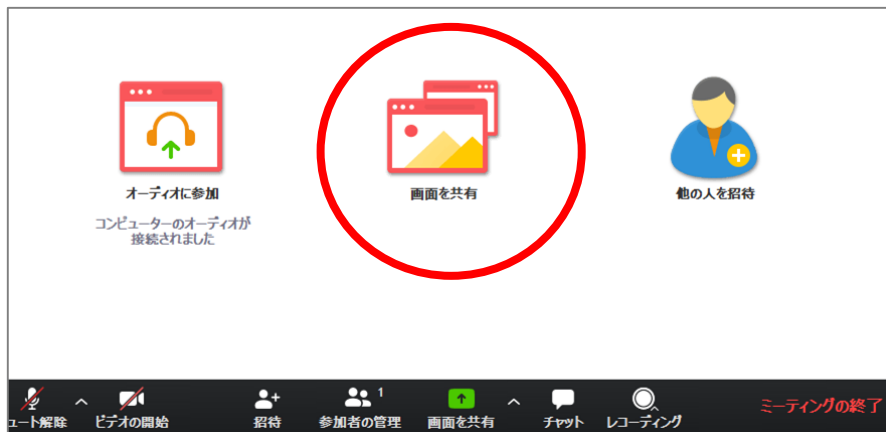 オーディオに参加
画面を共有
他の人を招待
コンピューターのオーディオが
接続されました
ュート解除
ビデオの開始
招待
参加者の管理
1
画面を共有
チャット
レコーディング
ミーティングの終了